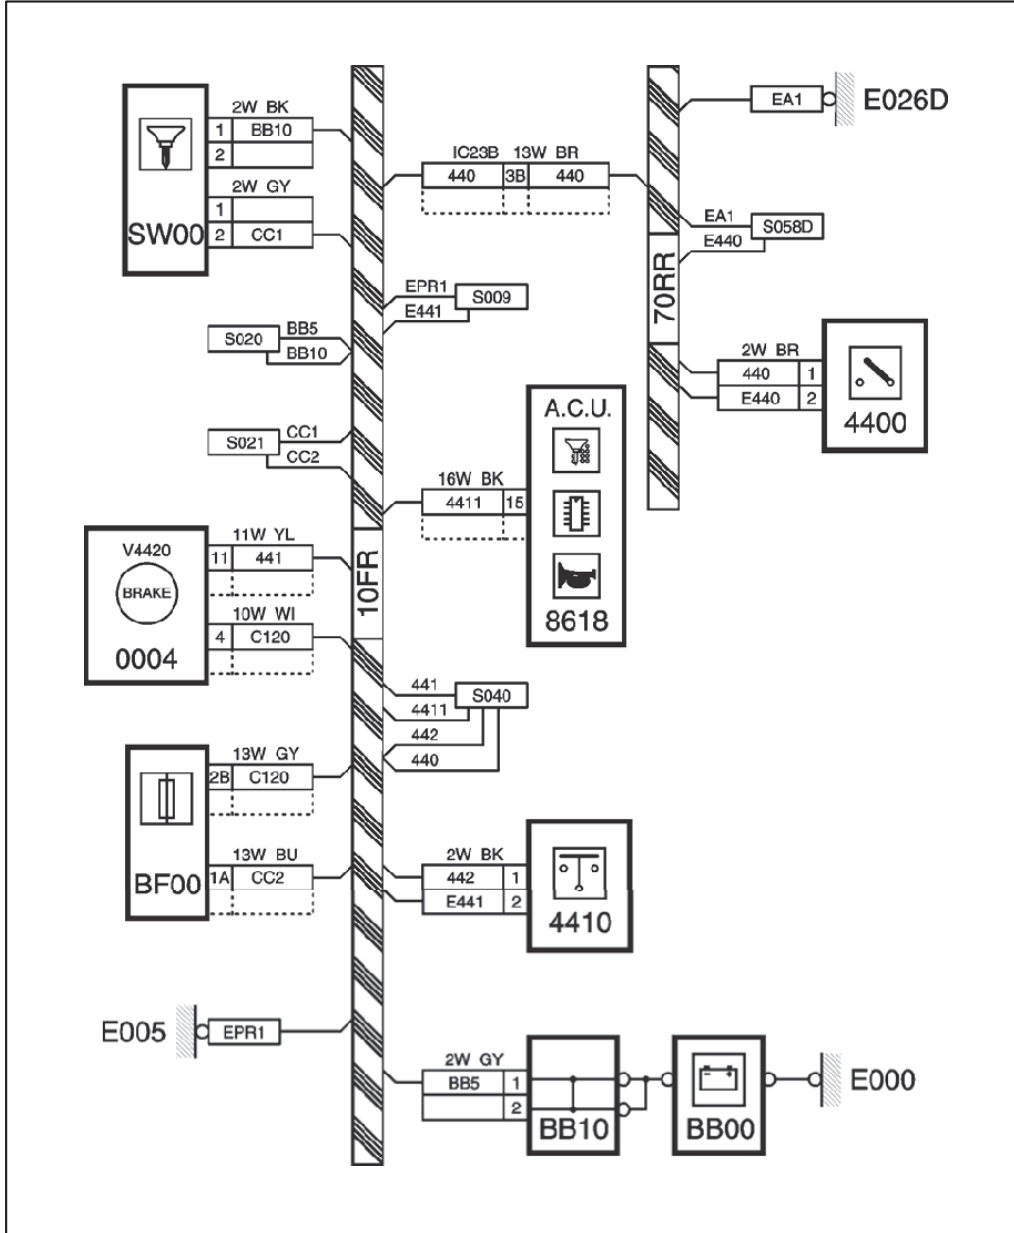 2W BK
1 BB10
2
2W GY
1
SW00
2 CC1
EA1
E026D
IC23B 13W BR
440 3B 440
EA1
S058D
E440
70RR
EPR1
S009
E441
S020
BB5
BB10
2W BR
440 1
E440 2
4400
A.C.U.
S021
CC1
CC2
16W BK
4411 15
8618
10FR
V4420
BRAKE
0004
11W YL
11 441
10W WI
4 C120
441
S040
4411
442
440
13W GY
2B C120
BF00
13W BU
1A CC2
2W BK
442 1
E441 2
4410
E005
EPR1
2W GY
BB5 1
2
BB10
BB00
E000